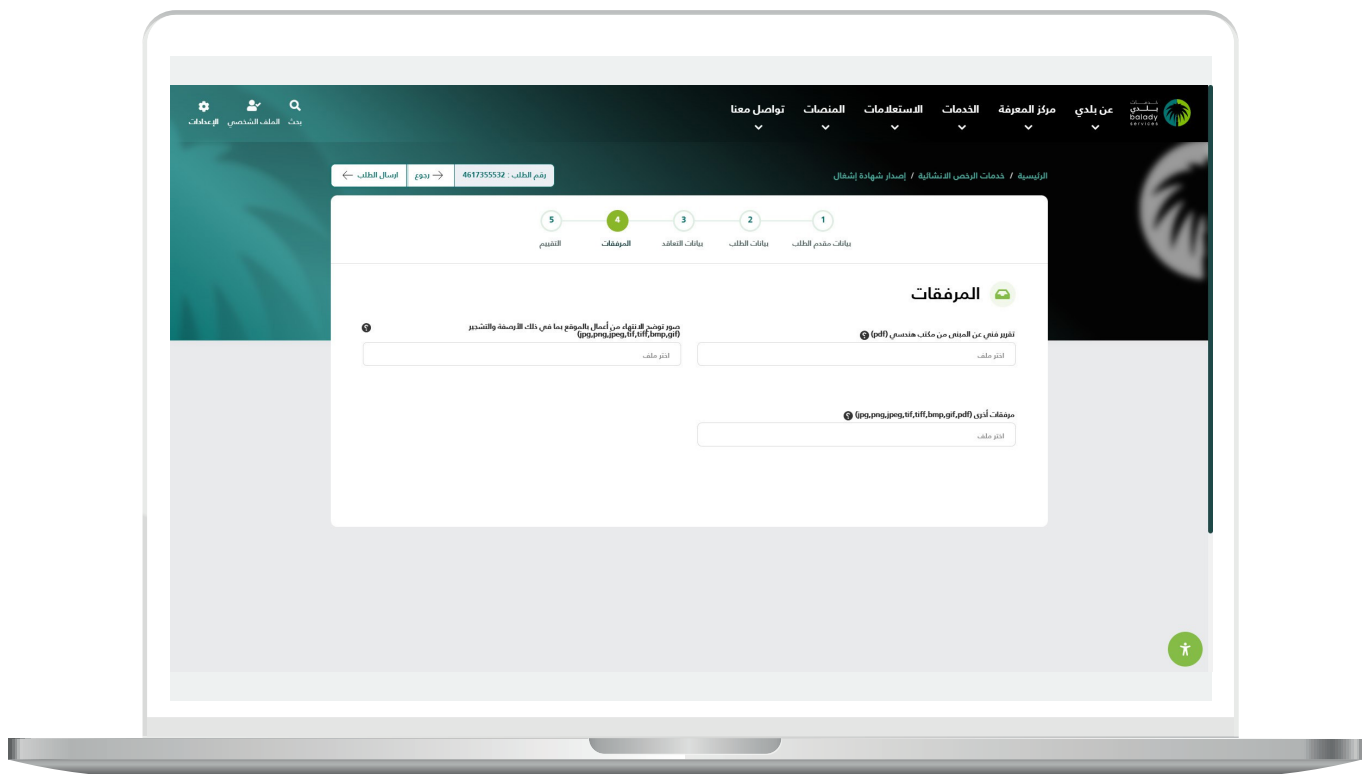 خدمات
بلدي
balady
services
عن بلدي
مركز المعرفة
الخدمات
الاستعلامات
المنصات
تواصل معنا
بحث
الملف الشخصي
الإعدادات
الرئيسية / خدمات الرخص الانشائية / إصدار شهادة إشغال
رقم الطلب : 4617355532
رجوع
ارسال الطلب
1
2
3
4
5
بيانات مقدم الطلب
بيانات الطلب
بيانات التعاقد
المرفقات
التقييم
المرفقات
تقرير فني عن المبنى من مكتب هندسي (pdf)
اختر ملف
صور توضح الانتهاء من أعمال بالموقع بما في ذلك الأرصفة والتشجير
(jpg,png,jpeg,tif,tiff,bmp,gif)
اختر ملف
مرفقات أخرى (jpg,png,jpeg,tif,tiff,bmp,gif,pdf)
اختر ملف